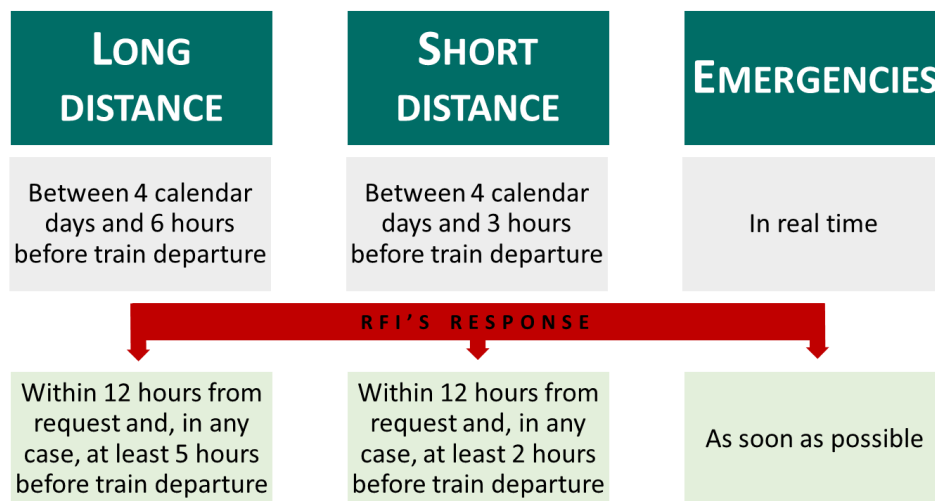 LONG
DISTANCE
SHORT
DISTANCE
EMERGENCIES
Between 4 calendar
days and 6 hours
before train departure
Between 4 calendar
days and 3 hours
before train departure
In real time
RFI'S RESPONSE
Within 12 hours from
request and, in any
case, at least 5 hours
before train departure
Within 12 hours from
request and, in any
case, at least 2 hours
before train departure
As soon as possible